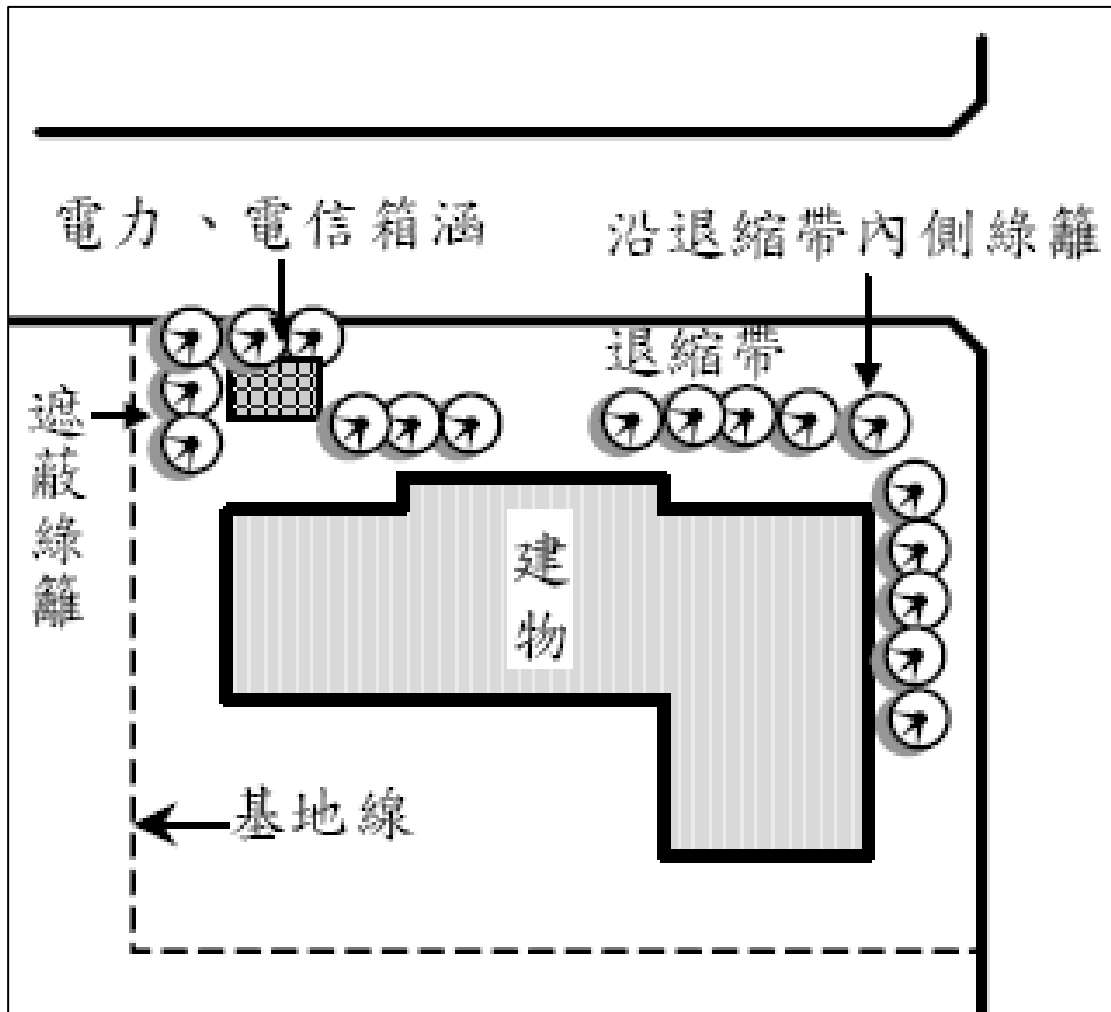 電力、電信箱涵
沿退縮帶內側綠籬
退縮帶
遮蔽綠籬
建物
基地線